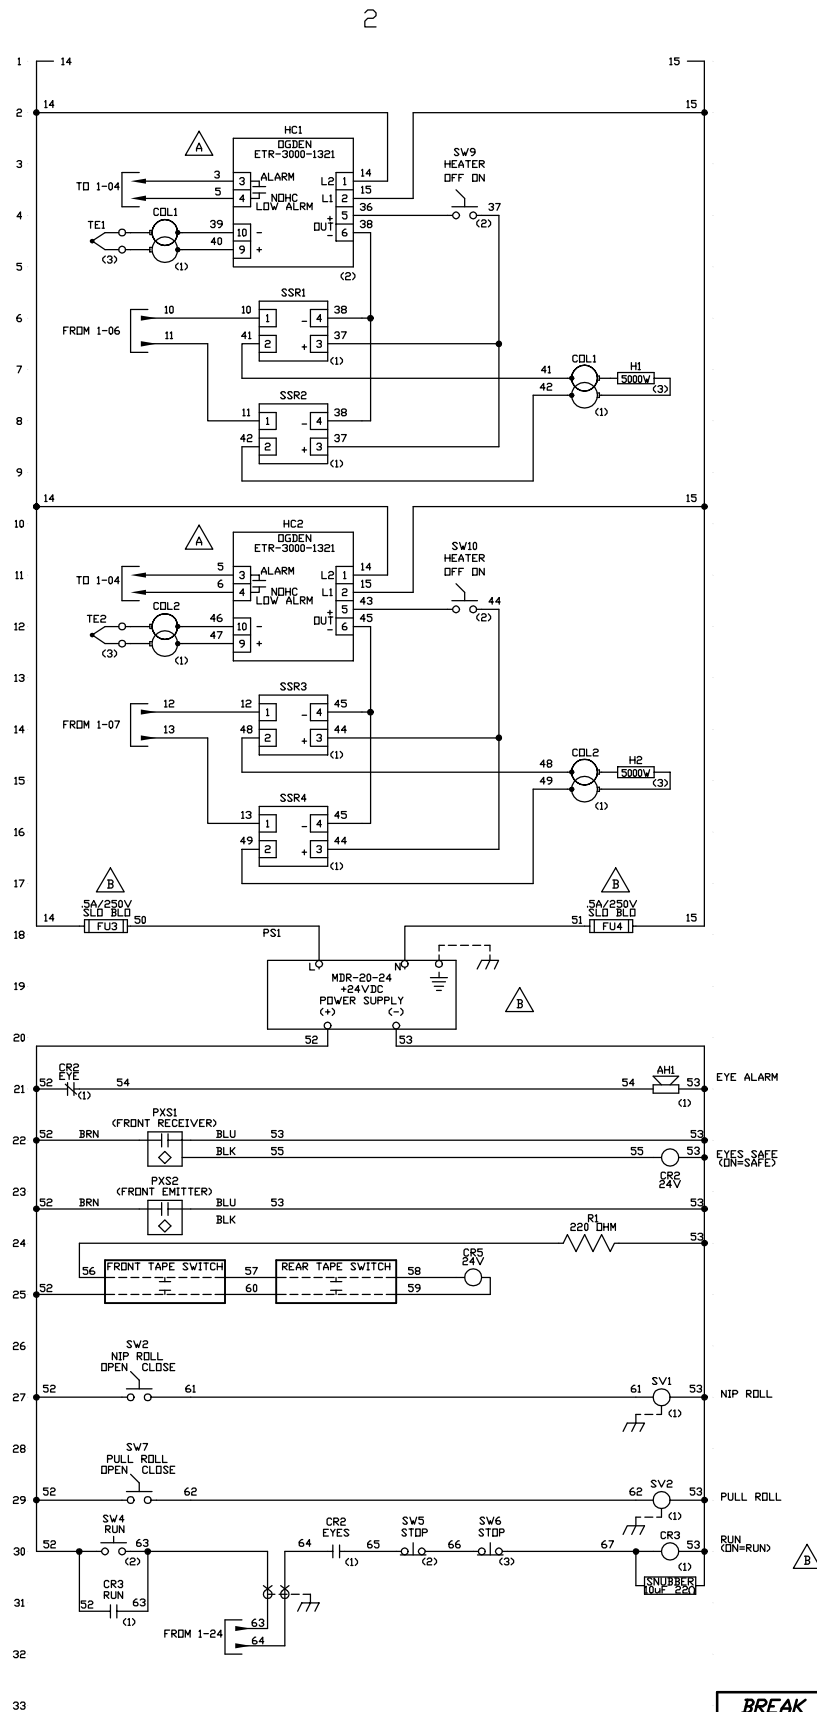 2
1 14 15
2 14 15
HC1
A OGDEN
ETR-3000-1321
SW9
HEATER
OFF ON
3 3 3 ALARM L2 1 14
TO 1-04 5 4 NOHC L1 2 15
LOW ALRM
4 + 5 36 (2) 37
TE1 COL1 39 10 - OUT - 6 38
(3) (1) 40 9 +
5 (2)
SSR1
6 10 10 1 - 4 38
FROM 1-06 11 41 2 + 3 37
(1)
7 COL1 H1
41 5000W
42 (3)
(1)
SSR2
8 11 1 - 4 38
42 2 + 3 37
9 (1)
14 15
10 HC2
A OGDEN
ETR-3000-1321
SW10
HEATER
OFF ON
11 5 3 ALARM L2 1 14
TO 1-04 6 4 NOHC L1 2 15
LOW ALRM
+ 5 43 (2) 44
12 TE2 COL2 46 10 - OUT - 6 45
(3) (1) 47 9 +
13
SSR3
12 12 1 - 4 45
14 FROM 1-07 13 48 2 + 3 44
(1)
COL2 H2
15 48 5000W
49 (3)
(1)
SSR4
16 13 1 - 4 45
49 2 + 3 44
(1)
17 B B
.5A/250V .5A/250V
SLO BLO SLO BLO
14 FU3 50 51 FU4 15
18 PS1
L N
19 MDR-20-24
+24VDC
POWER SUPPLY
(+) (-)
B
20 52 53
CR2
EYE
21 52 (1) 54 54 AH1 53 EYE ALARM
(1)
PXS1
(FRONT RECEIVER)
22 52 BRN BLU 53 53
BLK 55 55 53 EYES SAFE
(ON=SAFE)
CR2
24V
23 PXS2
(FRONT EMITTER)
52 BRN BLU 53 53
BLK
R1
220 OHM
24 53
FRONT TAPE SWITCH REAR TAPE SWITCH CR5
24V
56 57 58
25 52 60 59
26 SW2
NIP ROLL
OPEN CLOSE
27 52 61 61 SV1 53 NIP ROLL
(1)
28 SW7
PULL ROLL
OPEN CLOSE
29 52 62 62 SV2 53 PULL ROLL
(1)
SW4
RUN
CR2
EYES
SW5
STOP
SW6
STOP
30 52 (2) 63 64 (1) 65 (2) 66 (3) 67 CR3 53 RUN
(ON=RUN)
(1)
B
CR3
RUN
SNUBBER
10uF 22Ω
31 52 (1) 63
FROM 1-24 63
64
32
33
BREAK